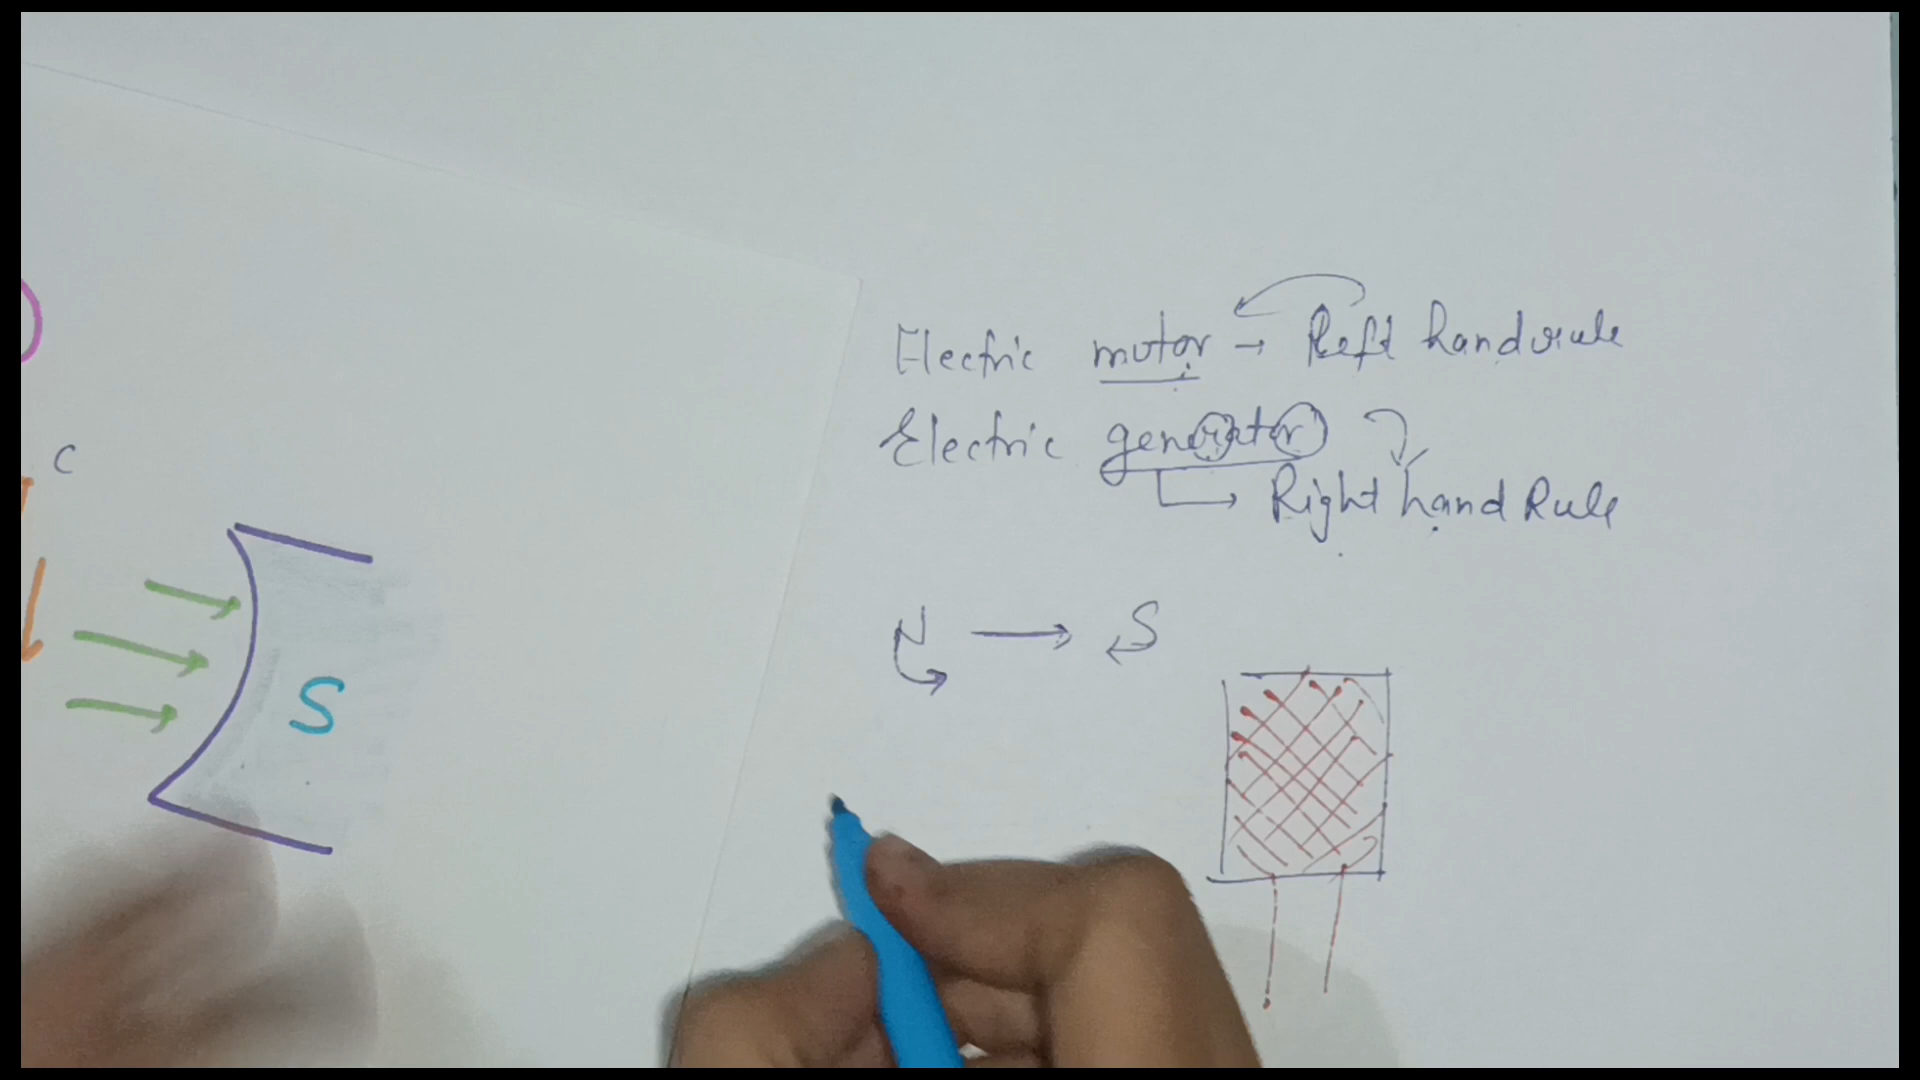 Electric motor → Left hand rule
Electric generator
Right hand Rule
C
N → S
S